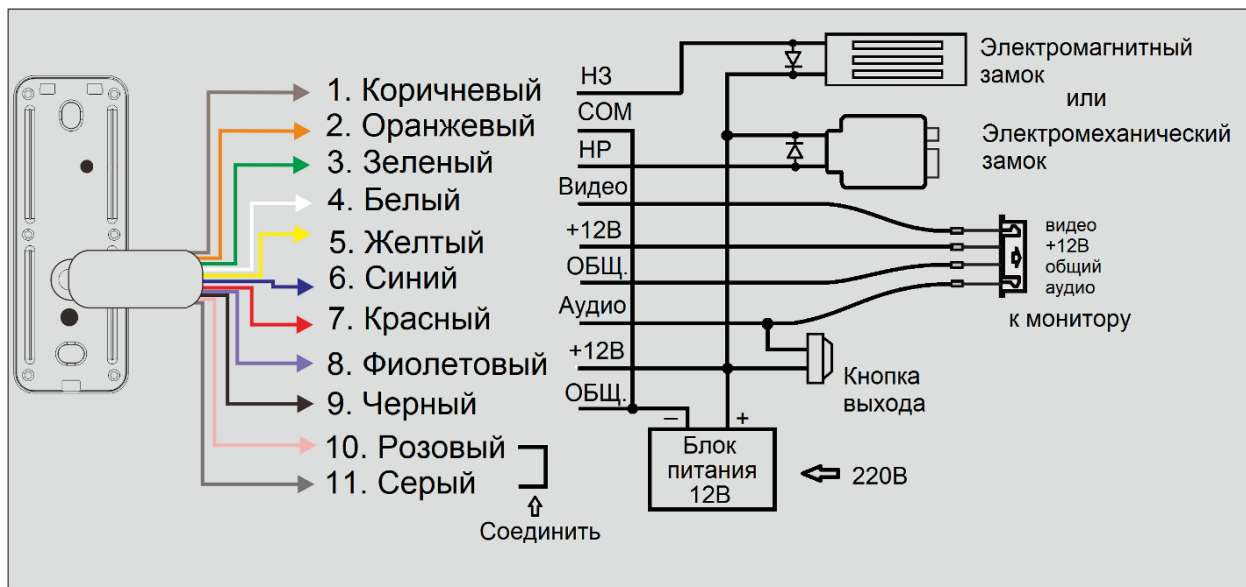 1. Коричневый
2. Оранжевый
3. Зеленый
4. Белый
5. Желтый
6. Синий
7. Красный
8. Фиолетовый
9. Черный
10. Розовый
11. Серый
Соединить
НЗ
COM
НР
Видео
+12В
ОБЩ.
Аудио
+12В
ОБЩ.
– +
Блок
питания
12В
220В
Электромагнитный
замок
или
Электромеханический
замок
видео
+12В
общий
аудио
к монитору
Кнопка
выхода